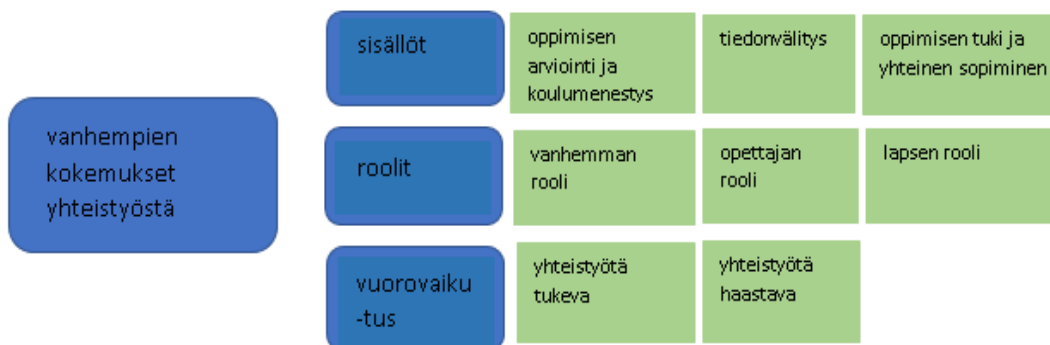 vanhempien
kokemukset
yhteistyöstä
sisällöt
oppimisen
arviointi ja
koulumenestys
tiedonvälitys
oppimisen tuki ja
yhteinen sopiminen
roolit
vanhemman
rooli
opettajan
rooli
lapsen rooli
vuorovaiku
-tus
yhteistyötä
tukeva
yhteistyötä
haastava